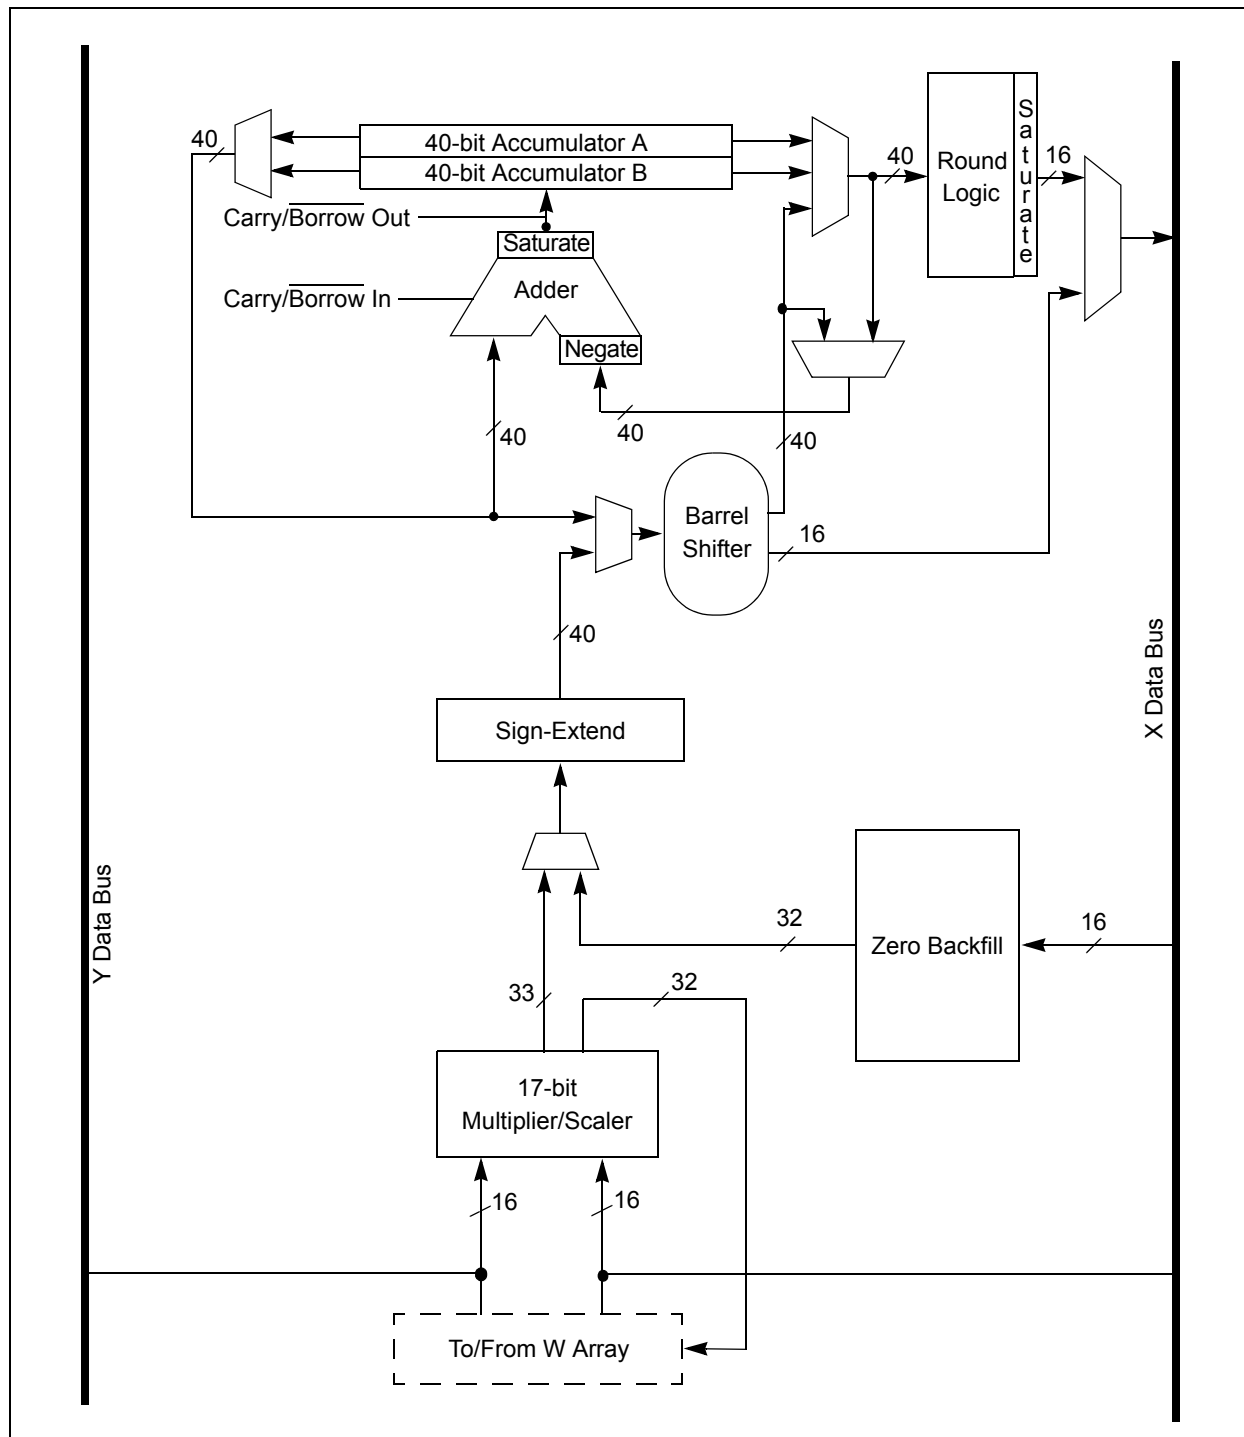 40
40-bit Accumulator A
40-bit Accumulator B
Carry/Borrow Out
Saturate
Carry/Borrow In
Adder
Negate
40
Round
Logic
Saturate
16
40
40
40
Barrel
Shifter
16
40
Sign-Extend
X Data Bus
Y Data Bus
32
Zero Backfill
16
33
32
17-bit
Multiplier/Scaler
16
16
To/From W Array